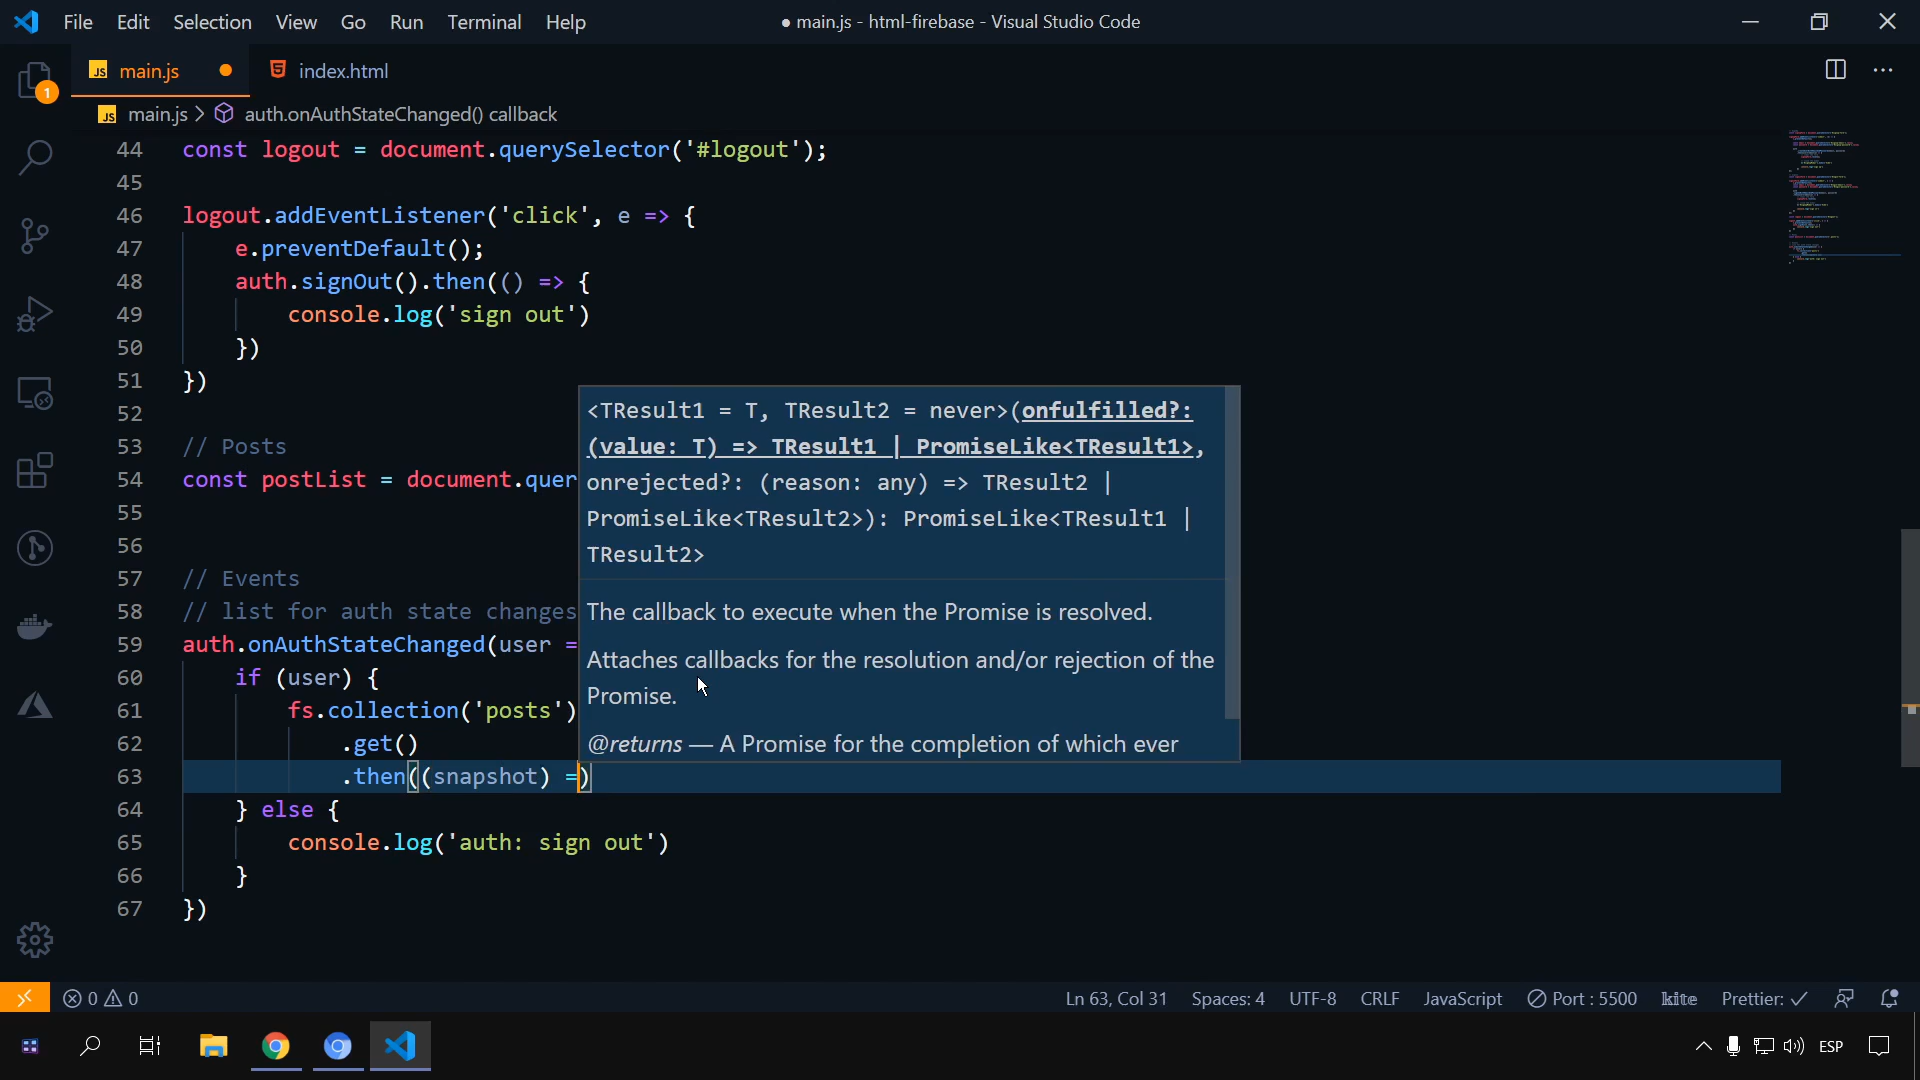 File Edit Selection View Go Run Terminal Help
● main.js - html-firebase - Visual Studio Code
JS main.js ● index.html
1
JS main.js > auth.onAuthStateChanged() callback
44 const logout = document.querySelector('#logout');
45
46 logout.addEventListener('click', e => {
47 e.preventDefault();
48 auth.signOut().then(() => {
49 console.log('sign out')
50 })
51 })
52
53 // Posts
54 const postList = document.quer
55
56
57 // Events
58 // list for auth state changes
59 auth.onAuthStateChanged(user =
60 if (user) {
61 fs.collection('posts')
62 .get()
63 .then((snapshot) =)
64 } else {
65 console.log('auth: sign out')
66 }
67 })
<TResult1 = T, TResult2 = never>(onfulfilled?:
(value: T) => TResult1 | PromiseLike<TResult1>,
onrejected?: (reason: any) => TResult2 |
PromiseLike<TResult2>): PromiseLike<TResult1 |
TResult2>
The callback to execute when the Promise is resolved.
Attaches callbacks for the resolution and/or rejection of the
Promise.
@returns — A Promise for the completion of which ever
0 0 Ln 63, Col 31 Spaces: 4 UTF-8 CRLF JavaScript Port : 5500 kite Prettier: ✓
ESP